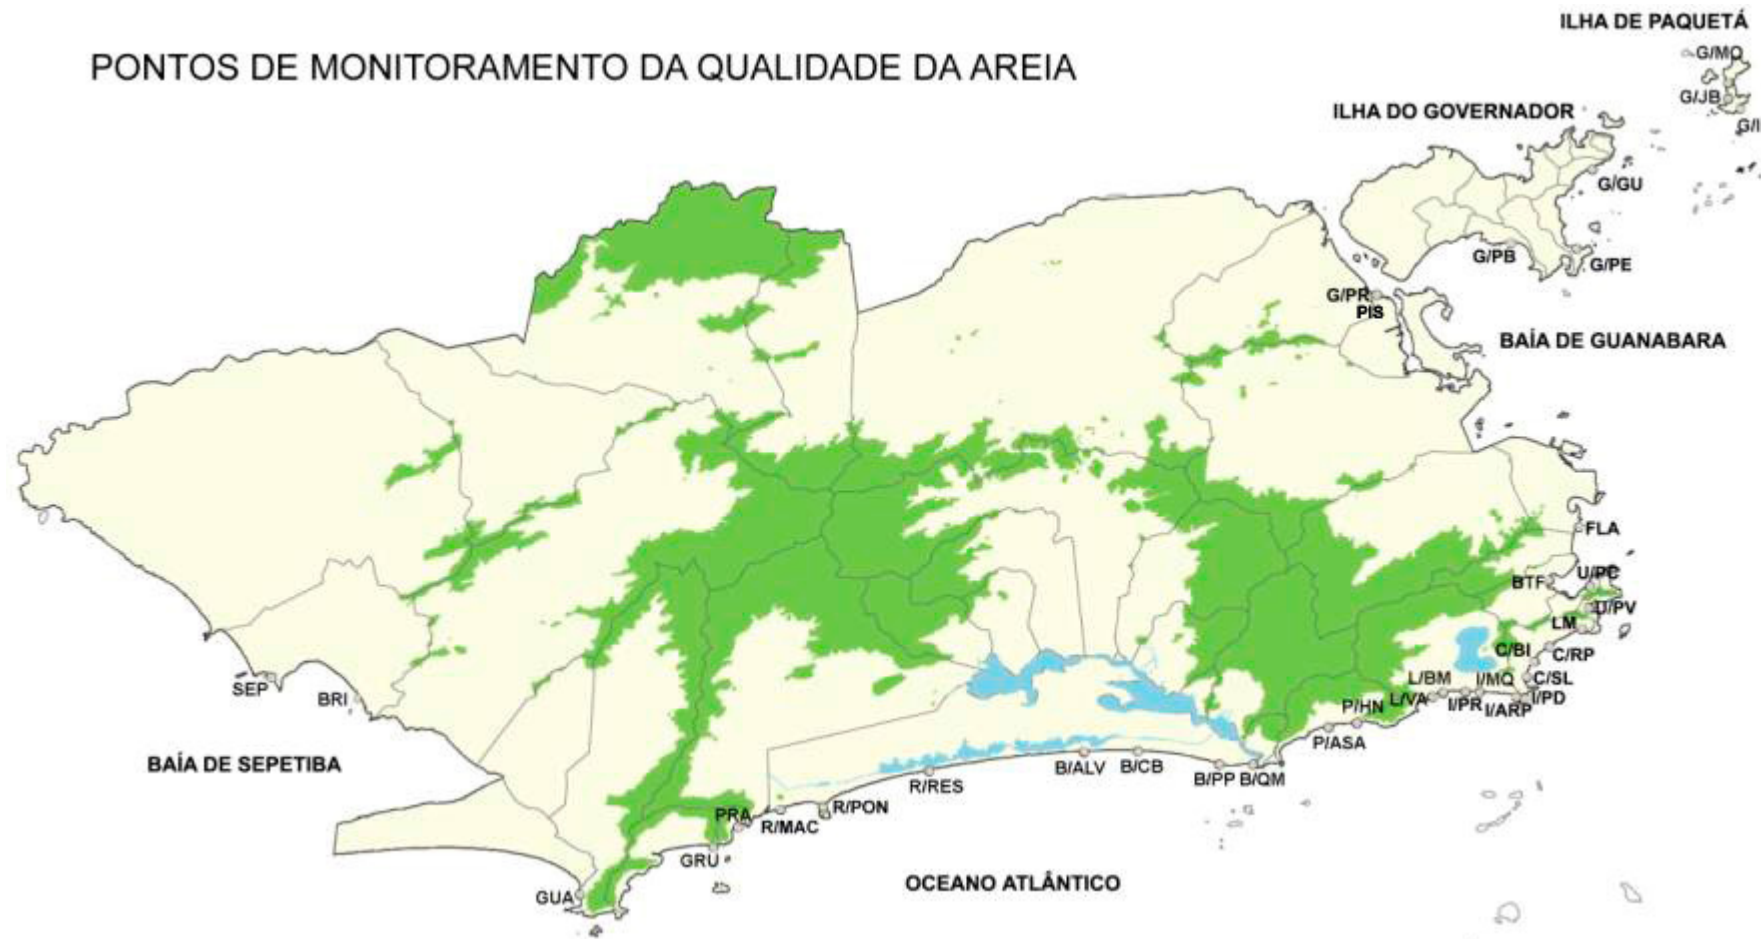 ILHA DE PAQUETÁ
PONTOS DE MONITORAMENTO DA QUALIDADE DA AREIA
G/MO
G/JB
G/I
ILHA DO GOVERNADOR
G/GU
G/PB
G/PE
G/PR
PIS
BAÍA DE GUANABARA
FLA
BTF
U/PC
U/PV
LM
C/BI
C/RP
L/BM
I/MQ
C/SL
SEP
BRI
P/HN
L/VA
I/PR
I/ARP
I/PD
P/ASA
BAÍA DE SEPETIBA
B/ALV
B/CB
B/PP
B/QM
R/RES
R/PON
PRA
R/MAC
GRU
OCEANO ATLÂNTICO
GUA